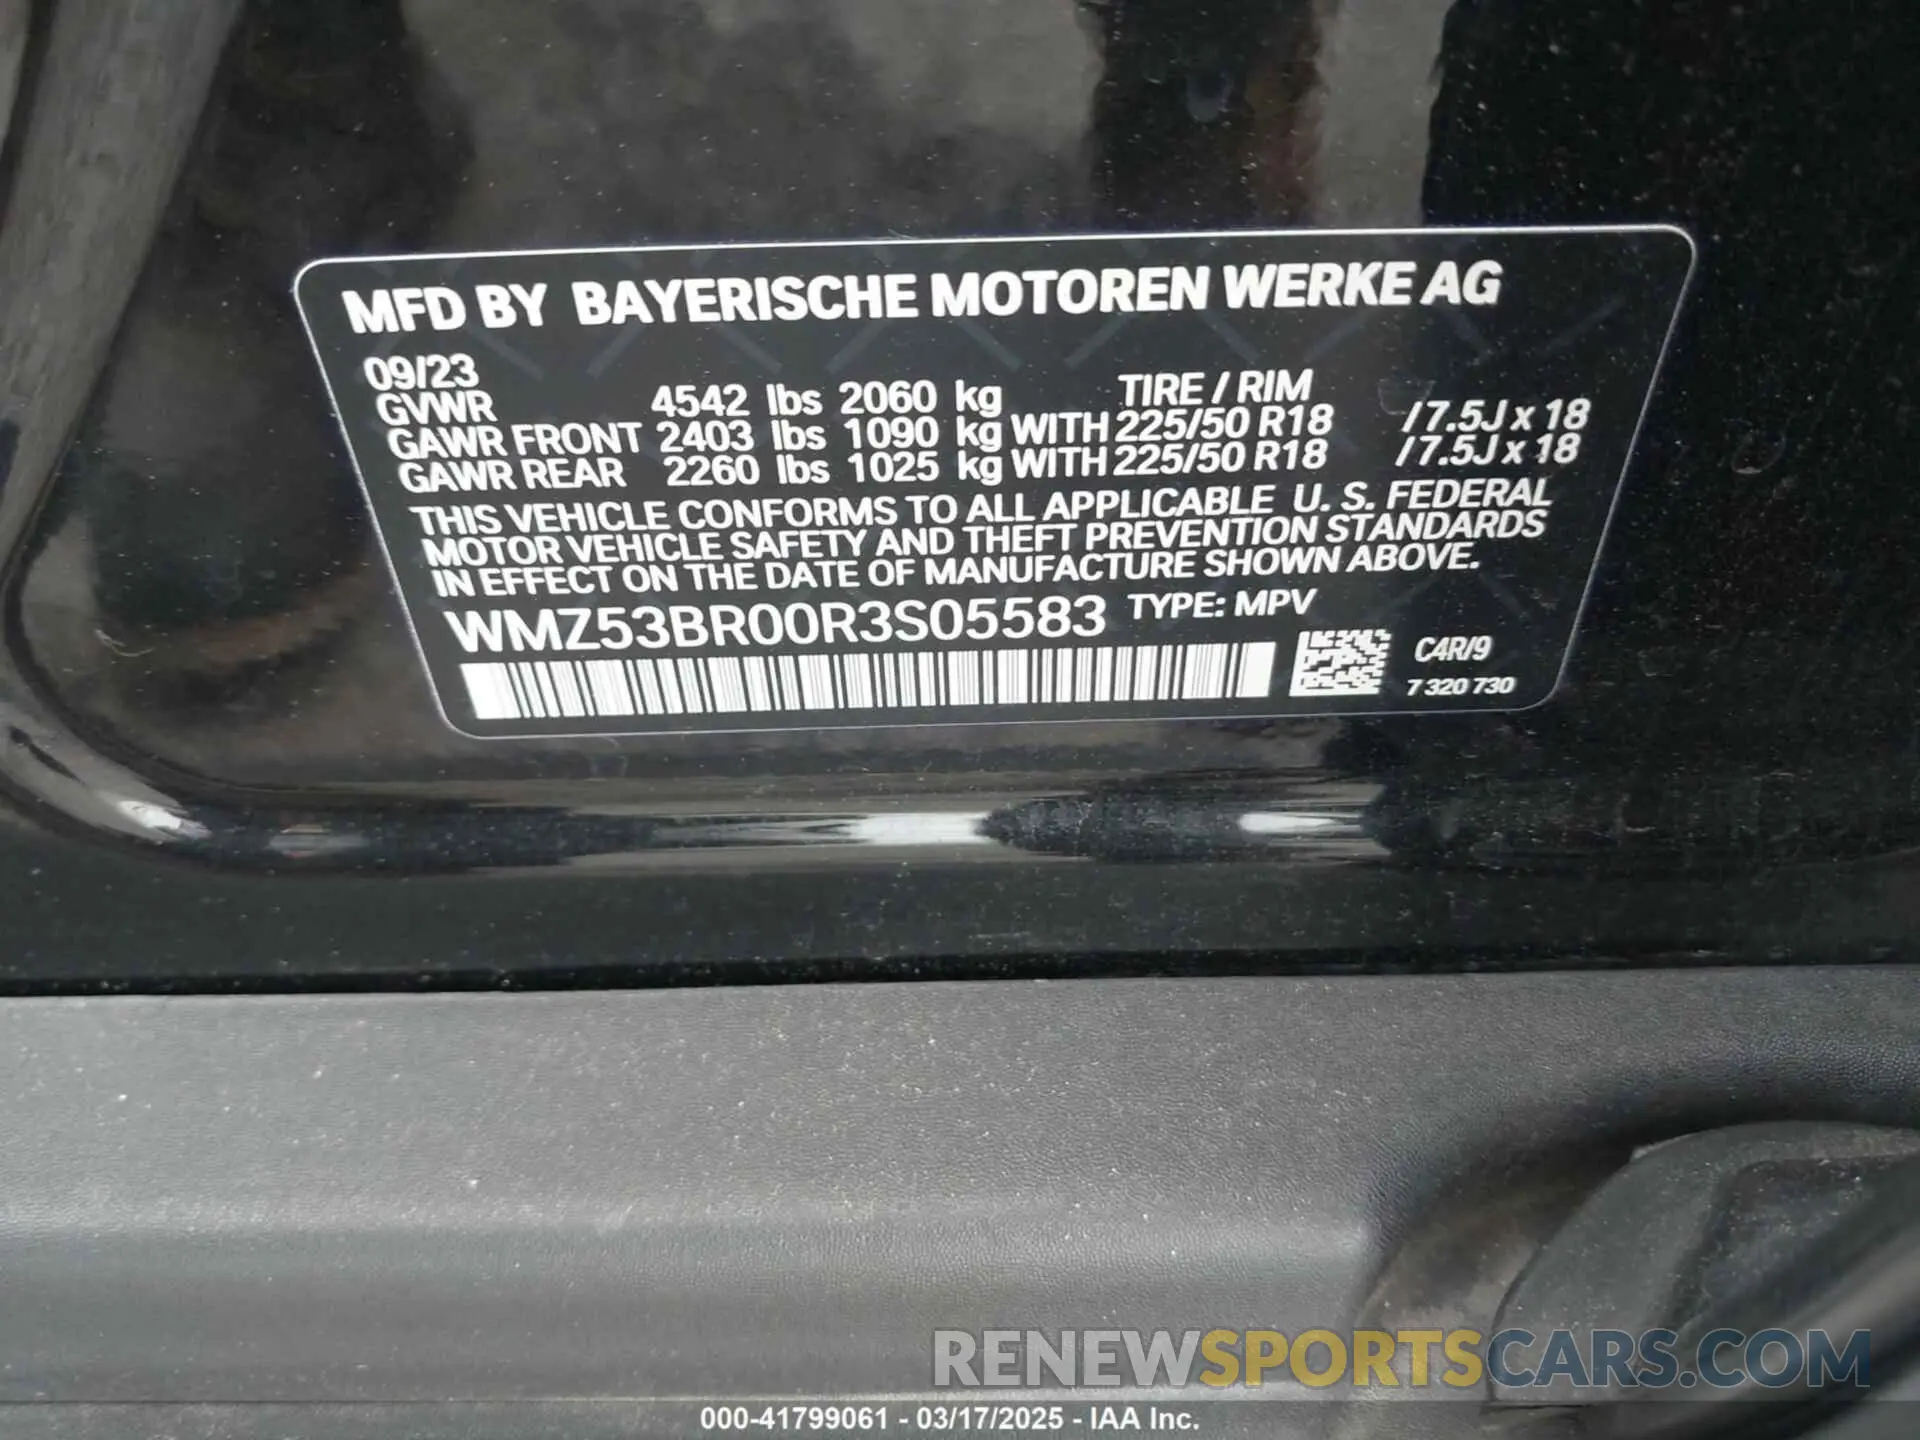 MFD BY BAYERISCHE MOTOREN WERKE AG
09/23
GVWR 4542 lbs 2060 kg TIRE / RIM
GAWR FRONT 2403 lbs 1090 kg WITH 225/50 R18 /7.5J x 18
GAWR REAR 2260 lbs 1025 kg WITH 225/50 R18 /7.5J x 18
THIS VEHICLE CONFORMS TO ALL APPLICABLE U. S. FEDERAL
MOTOR VEHICLE SAFETY AND THEFT PREVENTION STANDARDS
IN EFFECT ON THE DATE OF MANUFACTURE SHOWN ABOVE.
WMZ53BR00R3S05583 TYPE: MPV
C4R/9
7 320 730
RENEWSPORTSCARS.COM
000-41799061 - 03/17/2025 - IAA Inc.